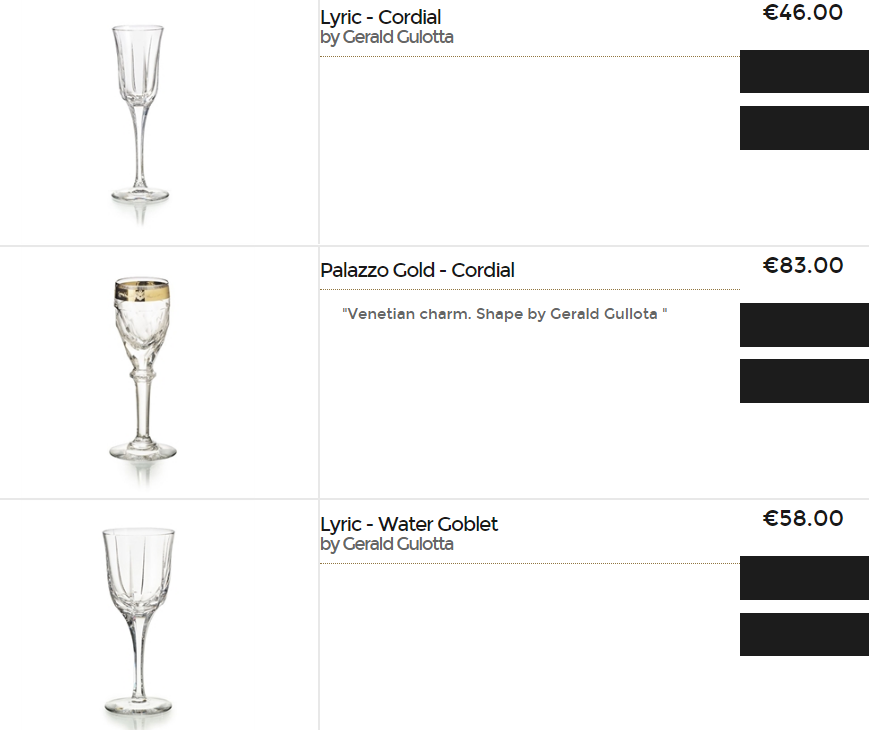 Lyric - Cordial
€46.00
by Gerald Gulotta
Palazzo Gold - Cordial
€83.00
"Venetian charm. Shape by Gerald Gullota "
Lyric - Water Goblet
€58.00
by Gerald Gulotta